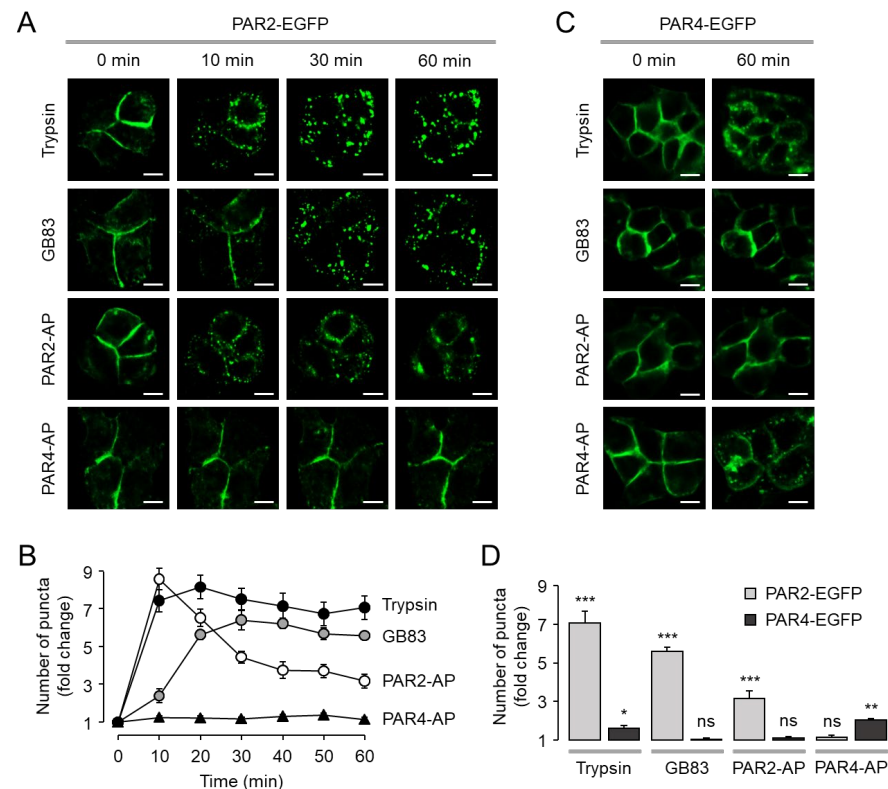 A
PAR2-EGFP
0 min 10 min 30 min 60 min
Trypsin
GB83
PAR2-AP
PAR4-AP
C
PAR4-EGFP
0 min 60 min
Trypsin
GB83
PAR2-AP
PAR4-AP
B
Number of puncta
(fold change)
9
7
5
3
1
0 10 20 30 40 50 60
Time (min)
Trypsin
GB83
PAR2-AP
PAR4-AP
D
Number of puncta
(fold change)
9
7
5
3
1
PAR2-EGFP
PAR4-EGFP
*** * *** ns *** ns ns **
Trypsin GB83 PAR2-AP PAR4-AP